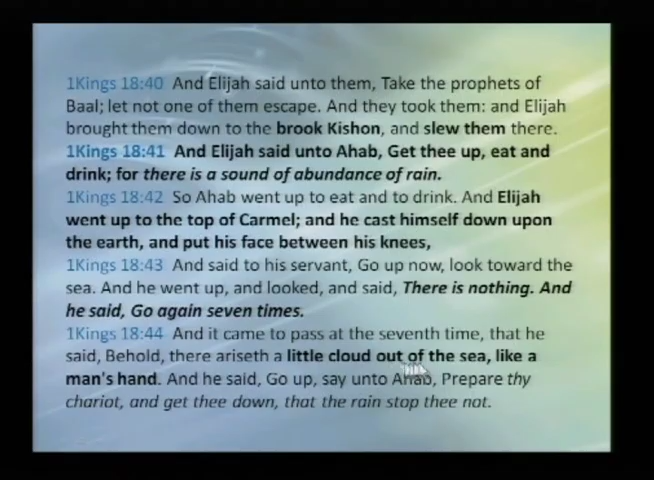 1Kings 18:40 And Elijah said unto them, Take the prophets of
Baal; let not one of them escape. And they took them: and Elijah
brought them down to the brook Kishon, and slew them there.
1Kings 18:41 And Elijah said unto Ahab, Get thee up, eat and
drink; for there is a sound of abundance of rain.
1Kings 18:42 So Ahab went up to eat and to drink. And Elijah
went up to the top of Carmel; and he cast himself down upon
the earth, and put his face between his knees,
1Kings 18:43 And said to his servant, Go up now, look toward the
sea. And he went up, and looked, and said, There is nothing. And
he said, Go again seven times.
1Kings 18:44 And it came to pass at the seventh time, that he
said, Behold, there ariseth a little cloud out of the sea, like a
man's hand. And he said, Go up, say unto Ahab, Prepare thy
chariot, and get thee down, that the rain stop thee not.